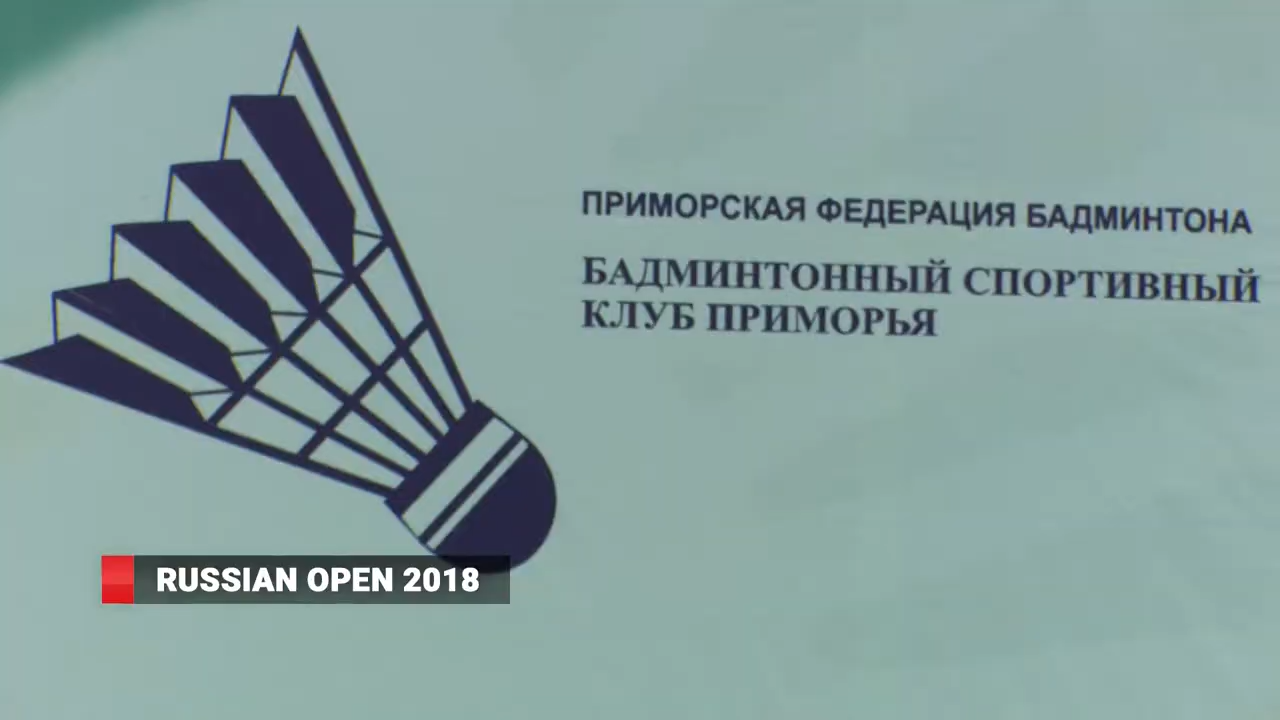 ПРИМОРСКАЯ ФЕДЕРАЦИЯ БАДМИНТОНА
БАДМИНТОННЫЙ СПОРТИВНЫЙ
КЛУБ ПРИМОРЬЯ
RUSSIAN OPEN 2018